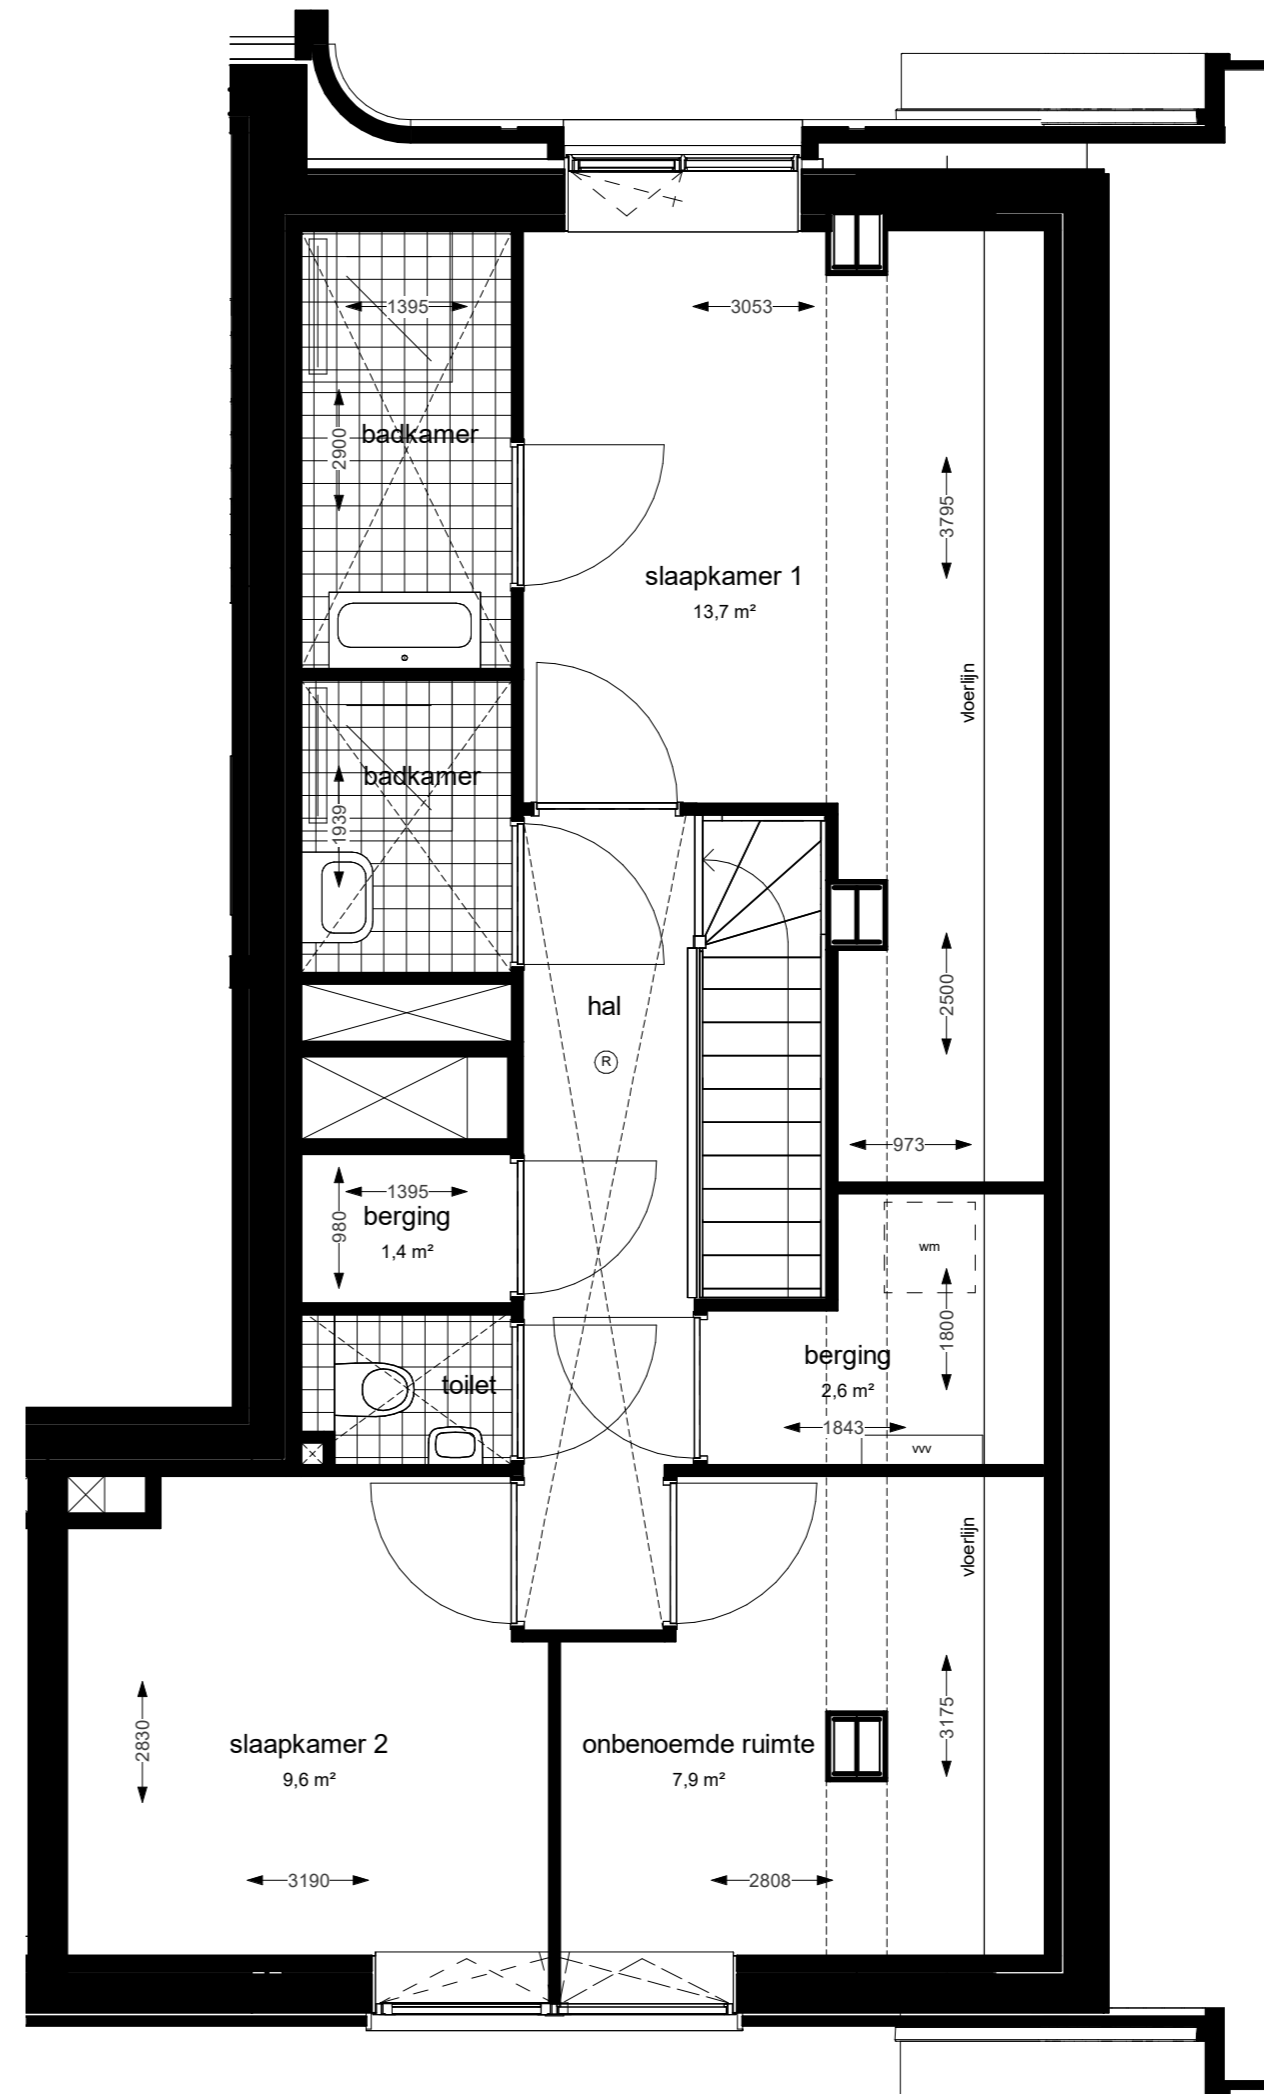 1395
3053
badkamer
2900
3795
slaapkamer 1
13,7 m²
vloerlijn
badkamer
1939
hal
R
2500
973
1395
980
berging
1,4 m²
wm
1800
berging
2,6 m²
toilet
1843
vvv
vloerlijn
2830
slaapkamer 2
9,6 m²
onbenoemde ruimte
7,9 m²
3175
3190
2808